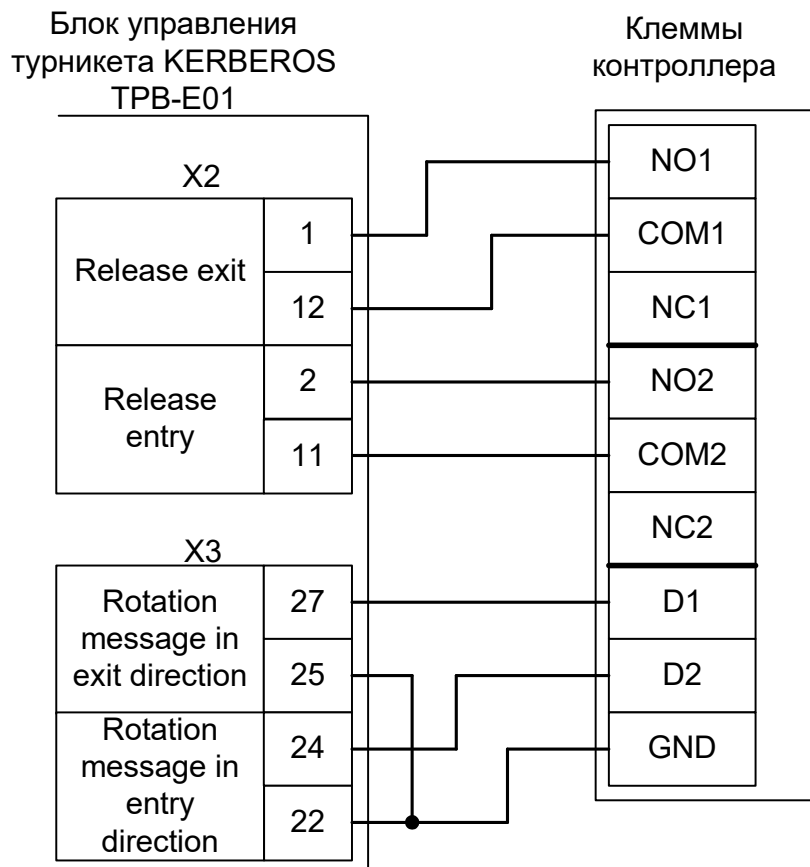 Блок управления
турникета KERBEROS
TPB-E01
Клеммы
контроллера
X2
Release exit
1
12
Release
entry
2
11
X3
Rotation
message in
exit direction
27
25
Rotation
message in
entry
direction
24
22
NO1
COM1
NC1
NO2
COM2
NC2
D1
D2
GND